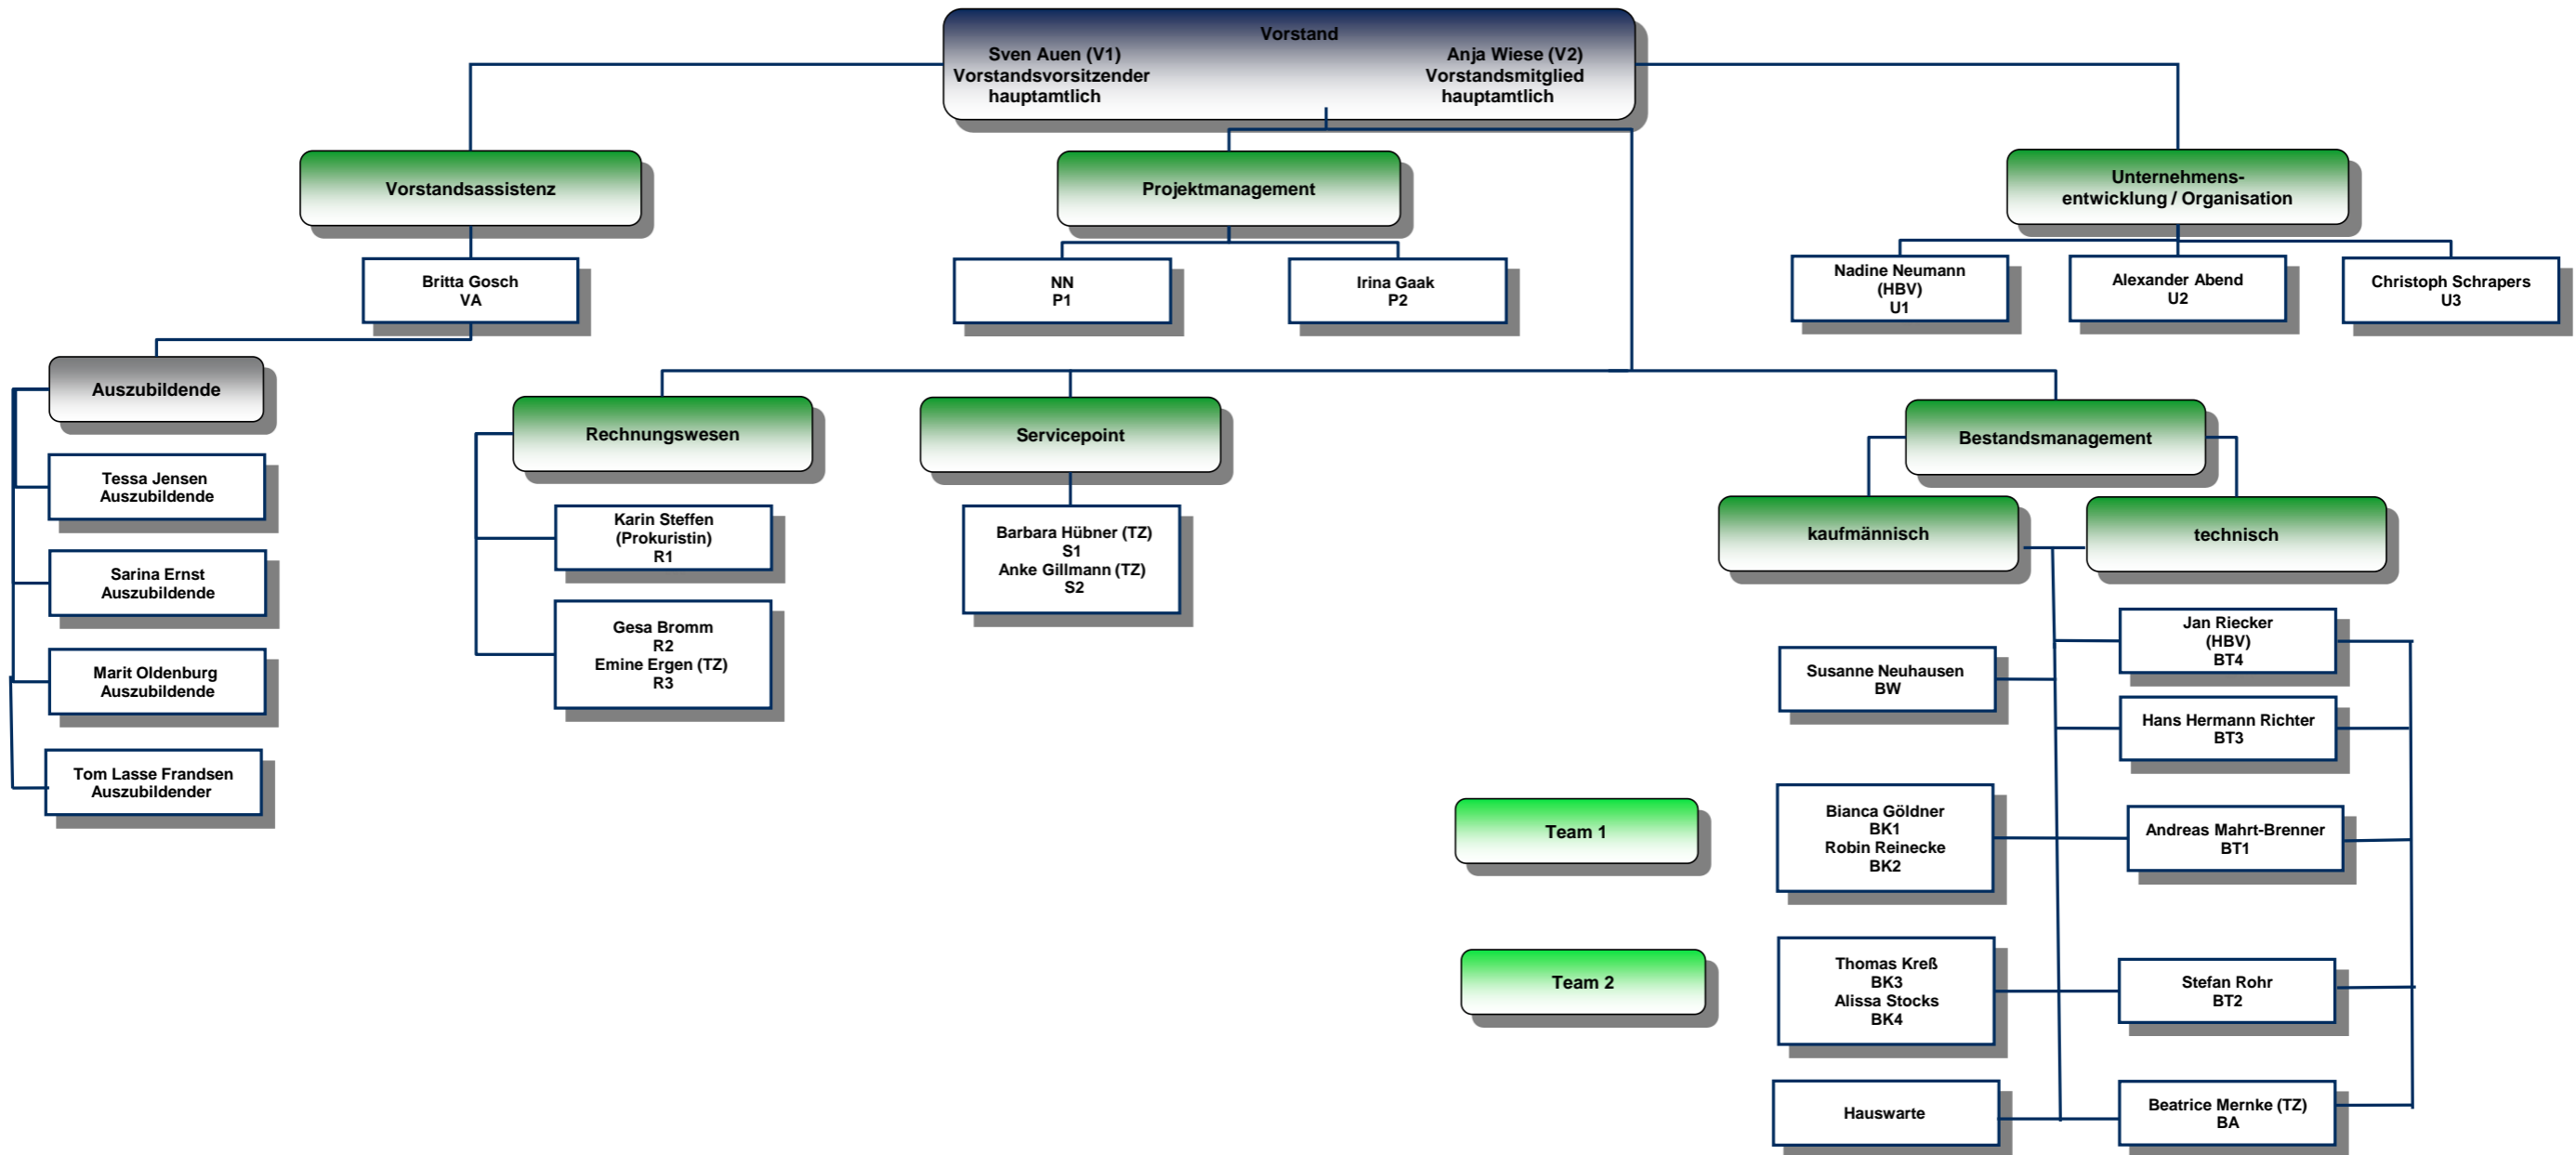 Vorstand
Sven Auen (V1)
Vorstandsvorsitzender
hauptamtlich
Anja Wiese (V2)
Vorstandsmitglied
hauptamtlich
Vorstandsassistenz
Projektmanagement
Unternehmens-
entwicklung / Organisation
Britta Gosch
VA
NN
P1
Irina Gaak
P2
Nadine Neumann
(HBV)
U1
Alexander Abend
U2
Christoph Schrapers
U3
Auszubildende
Tessa Jensen
Auszubildende
Sarina Ernst
Auszubildende
Marit Oldenburg
Auszubildende
Tom Lasse Frandsen
Auszubildender
Rechnungswesen
Karin Steffen
(Prokuristin)
R1
Gesa Bromm
R2
Emine Ergen (TZ)
R3
Servicepoint
Barbara Hübner (TZ)
S1
Anke Gillmann (TZ)
S2
Bestandsmanagement
kaufmännisch
technisch
Susanne Neuhausen
BW
Jan Riecker
(HBV)
BT4
Hans Hermann Richter
BT3
Team 1
Bianca Göldner
BK1
Robin Reinecke
BK2
Andreas Mahrt-Brenner
BT1
Team 2
Thomas Kreß
BK3
Alissa Stocks
BK4
Stefan Rohr
BT2
Hauswarte
Beatrice Mernke (TZ)
BA